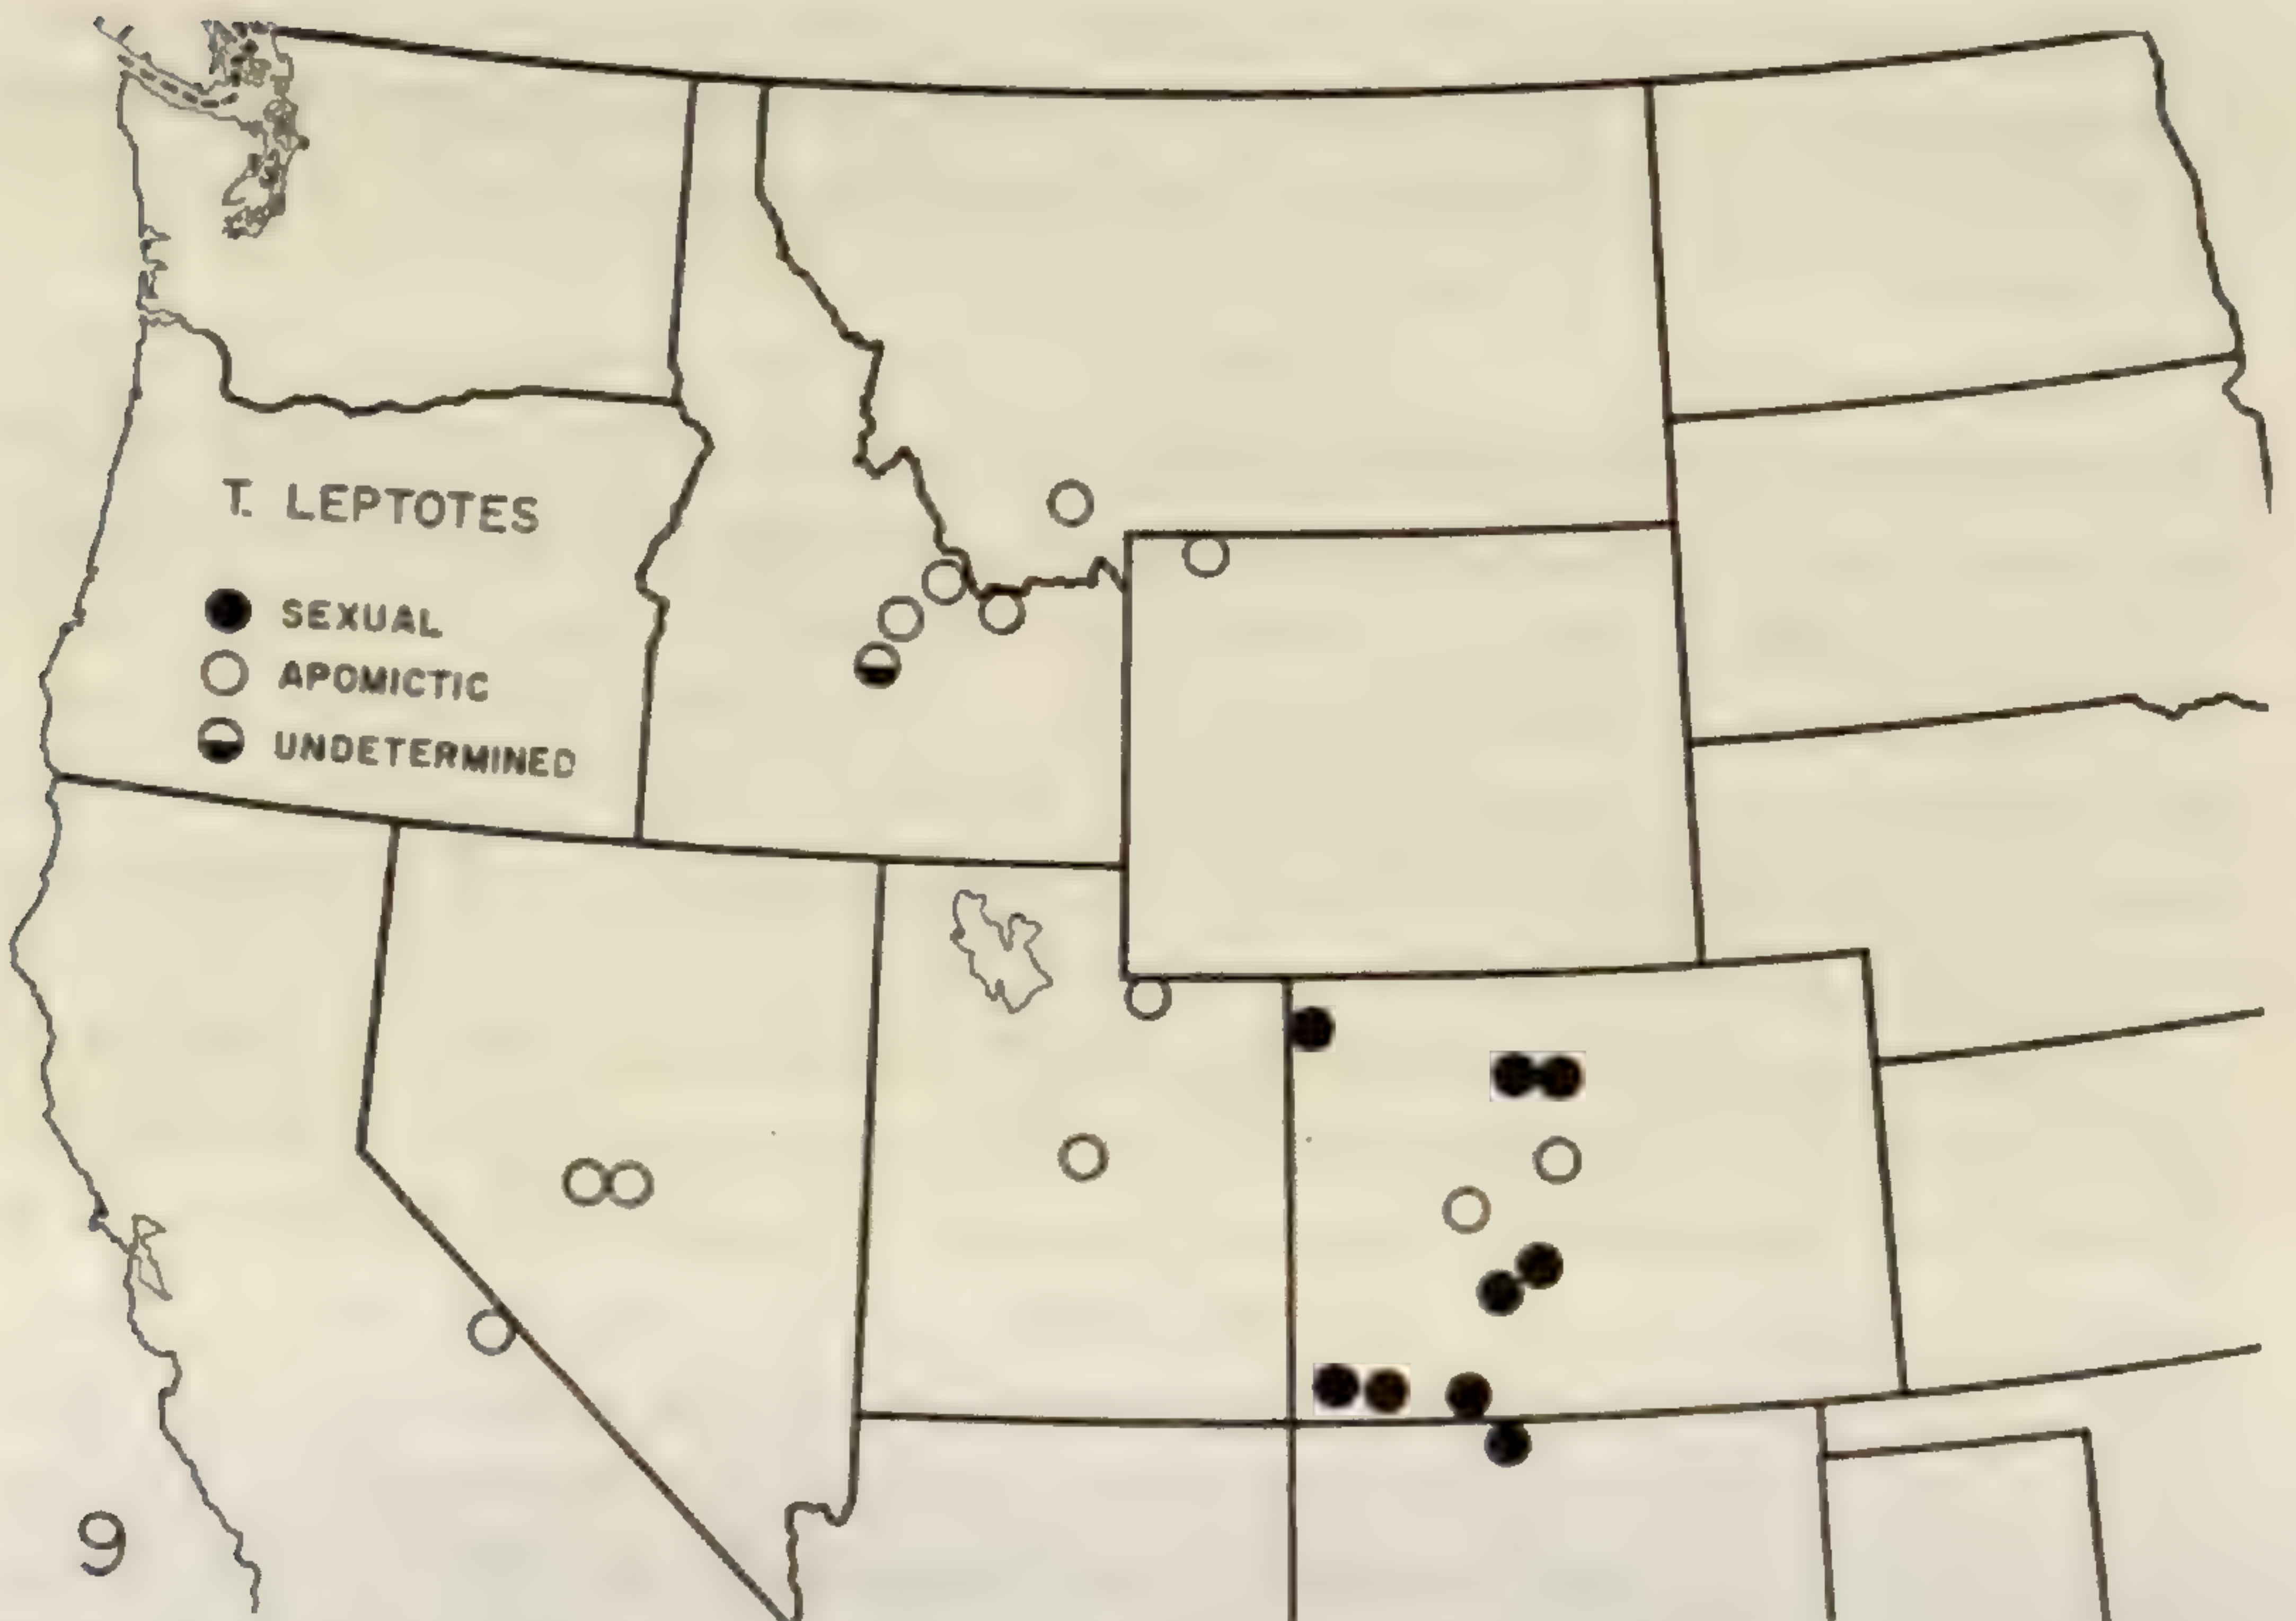 T. LEPTOTES
SEXUAL
APOMICTIC
UNDETERMINED
9